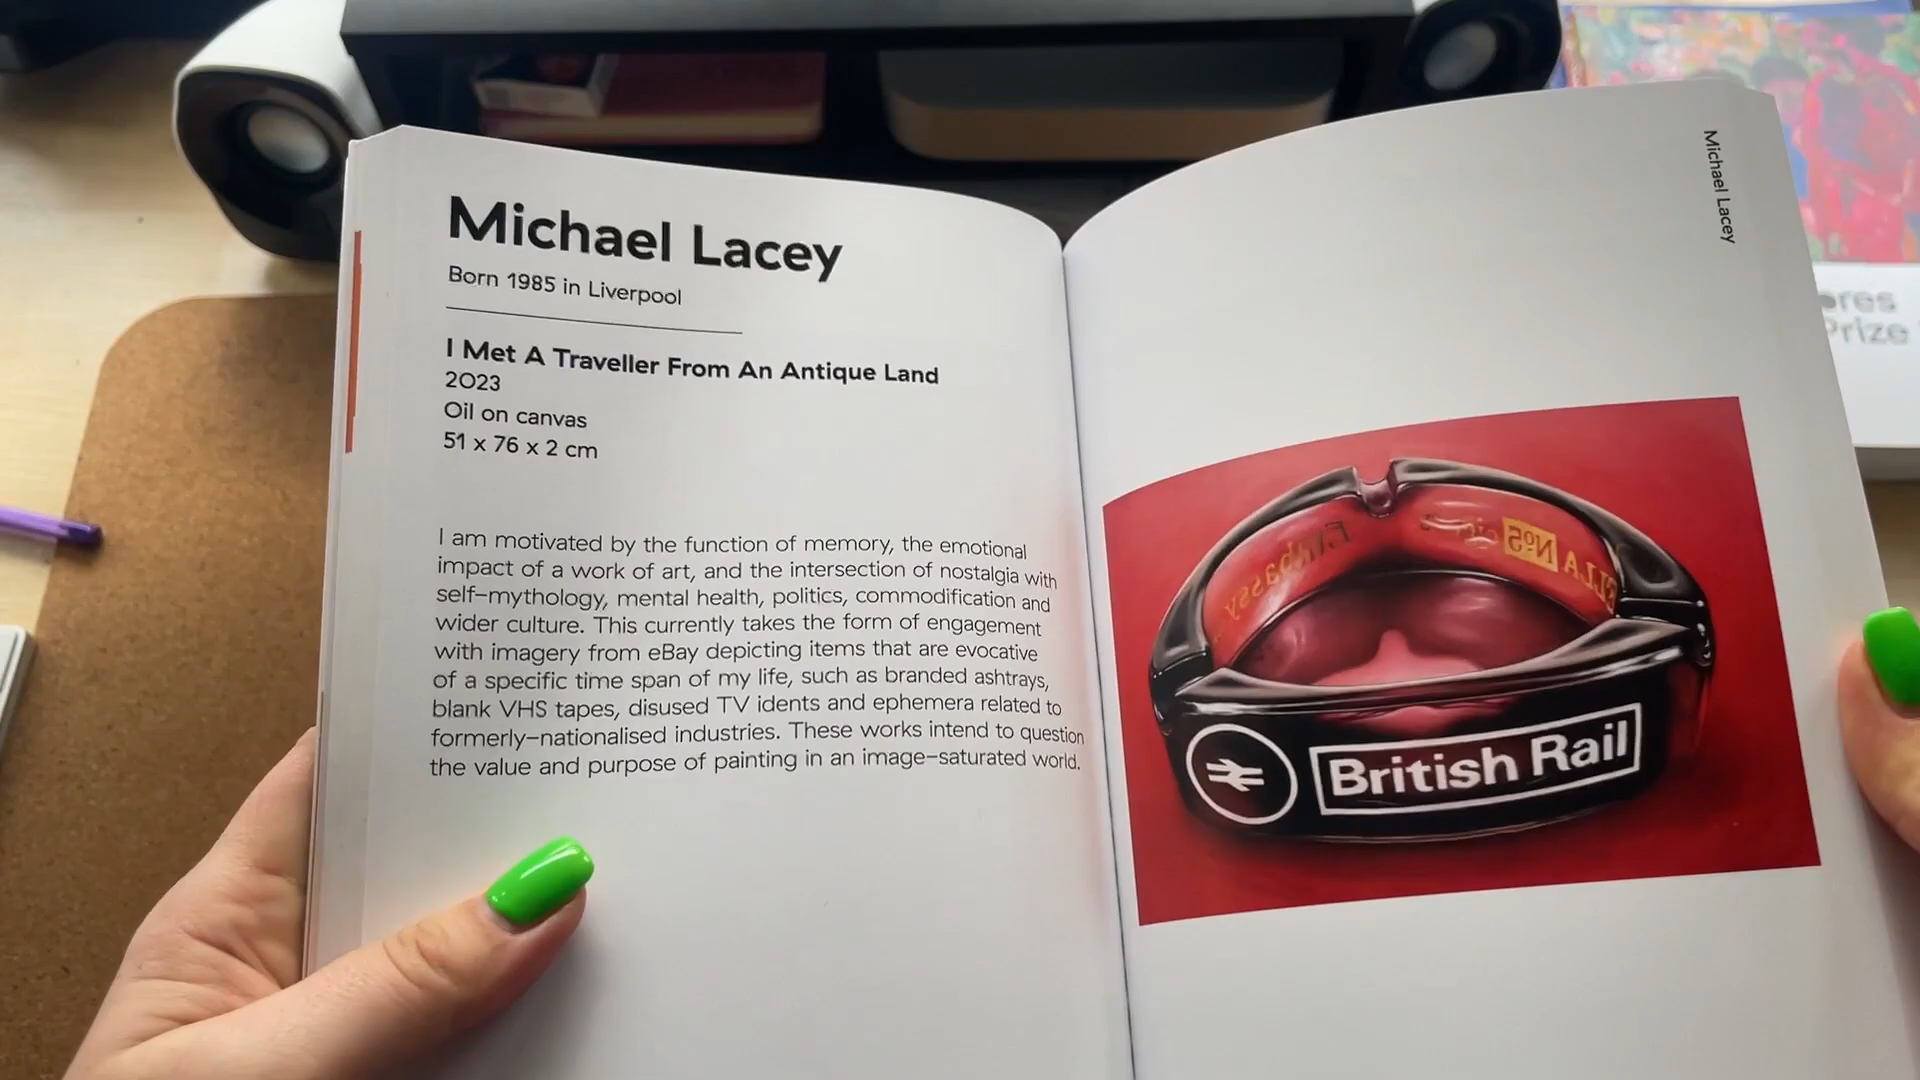 Michael Lacey
Born 1985 in Liverpool
I Met A Traveller From An Antique Land
2023
Oil on canvas
51 x 76 x 2 cm
I am motivated by the function of memory, the emotional
impact of a work of art, and the intersection of nostalgia with
self–mythology, mental health, politics, commodification and
wider culture. This currently takes the form of engagement
with imagery from eBay depicting items that are evocative
of a specific time span of my life, such as branded ashtrays,
blank VHS tapes, disused TV idents and ephemera related to
formerly–nationalised industries. These works intend to question
the value and purpose of painting in an image–saturated world.
Michael Lacey
Embassy
Nº5
British Rail
Prize